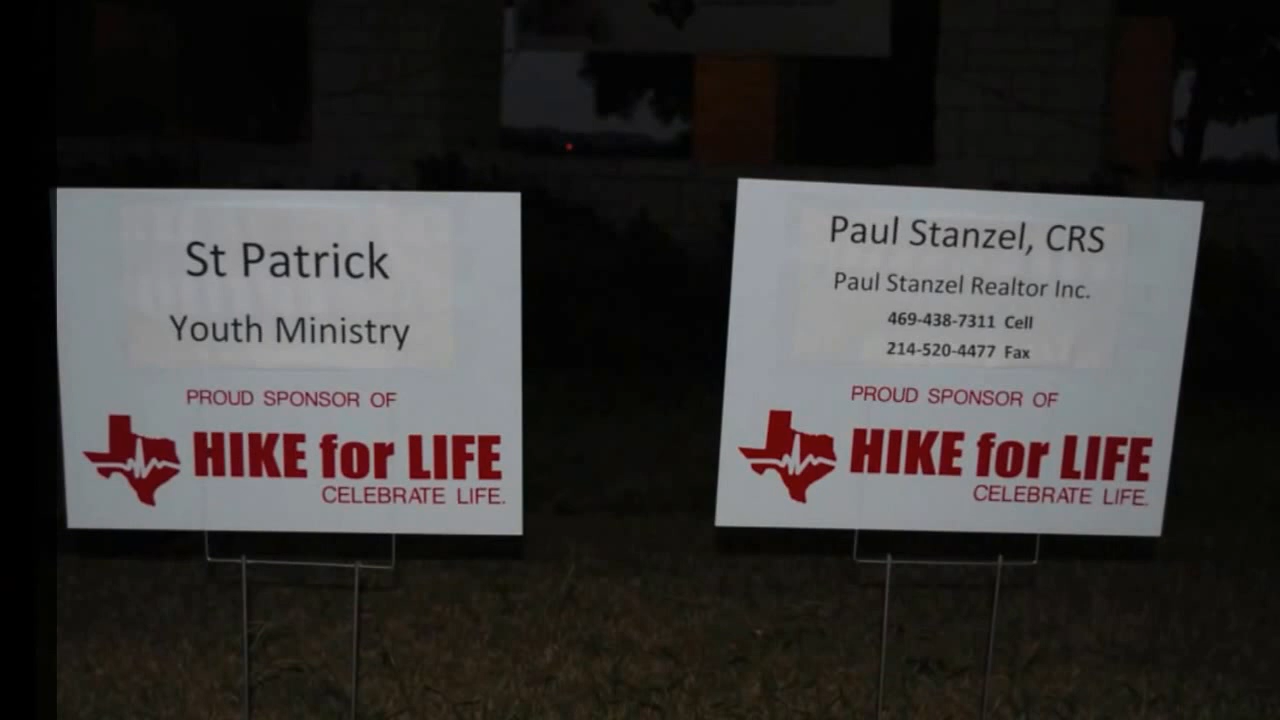 St Patrick
Youth Ministry
PROUD SPONSOR OF
HIKE for LIFE
CELEBRATE LIFE.
Paul Stanzel, CRS
Paul Stanzel Realtor Inc.
469-438-7311 Cell
214-520-4477 Fax
PROUD SPONSOR OF
HIKE for LIFE
CELEBRATE LIFE.